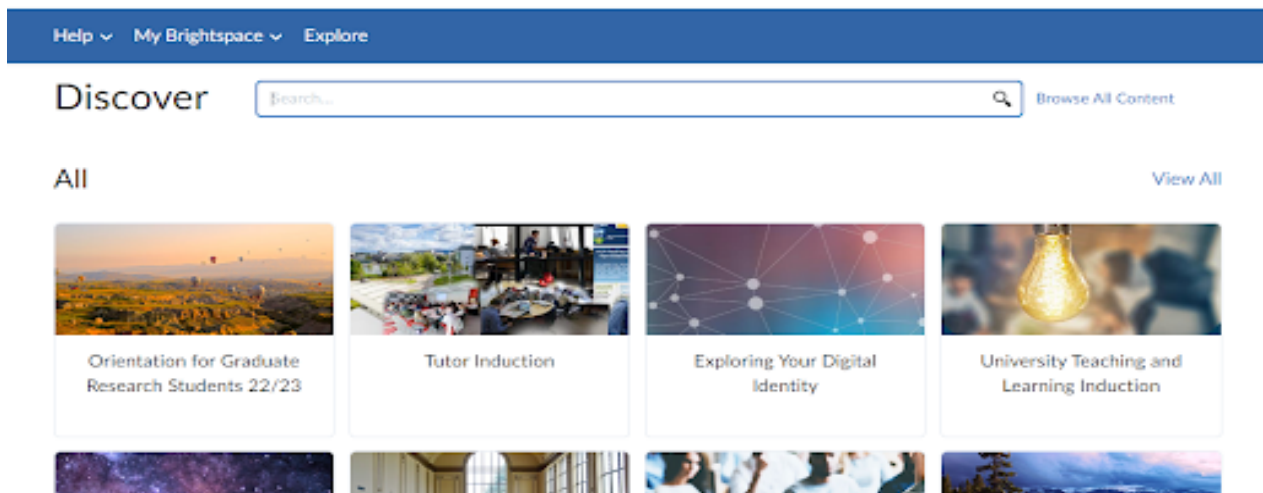 Help My Brightspace Explore
Discover Search... Browse All Content
All View All
Orientation for Graduate
Research Students 22/23
Tutor Induction
Exploring Your Digital
Identity
University Teaching and
Learning Induction